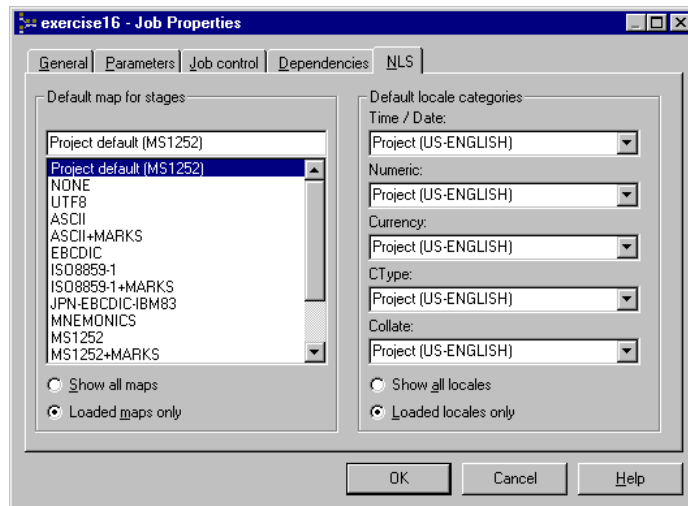 exercise16 - Job Properties
General Parameters Job control Dependencies NLS
Default map for stages
Project default (MS1252)
Project default (MS1252)
NONE
UTF8
ASCII
ASCII+MARKS
EBCDIC
ISO8859-1
ISO8859-1+MARKS
JPN-EBCDIC-IBM83
MNEMONICS
MS1252
MS1252+MARKS
Show all maps
Loaded maps only
Default locale categories
Time / Date:
Project (US-ENGLISH)
Numeric:
Project (US-ENGLISH)
Currency:
Project (US-ENGLISH)
CType:
Project (US-ENGLISH)
Collate:
Project (US-ENGLISH)
Show all locales
Loaded locales only
OK Cancel Help